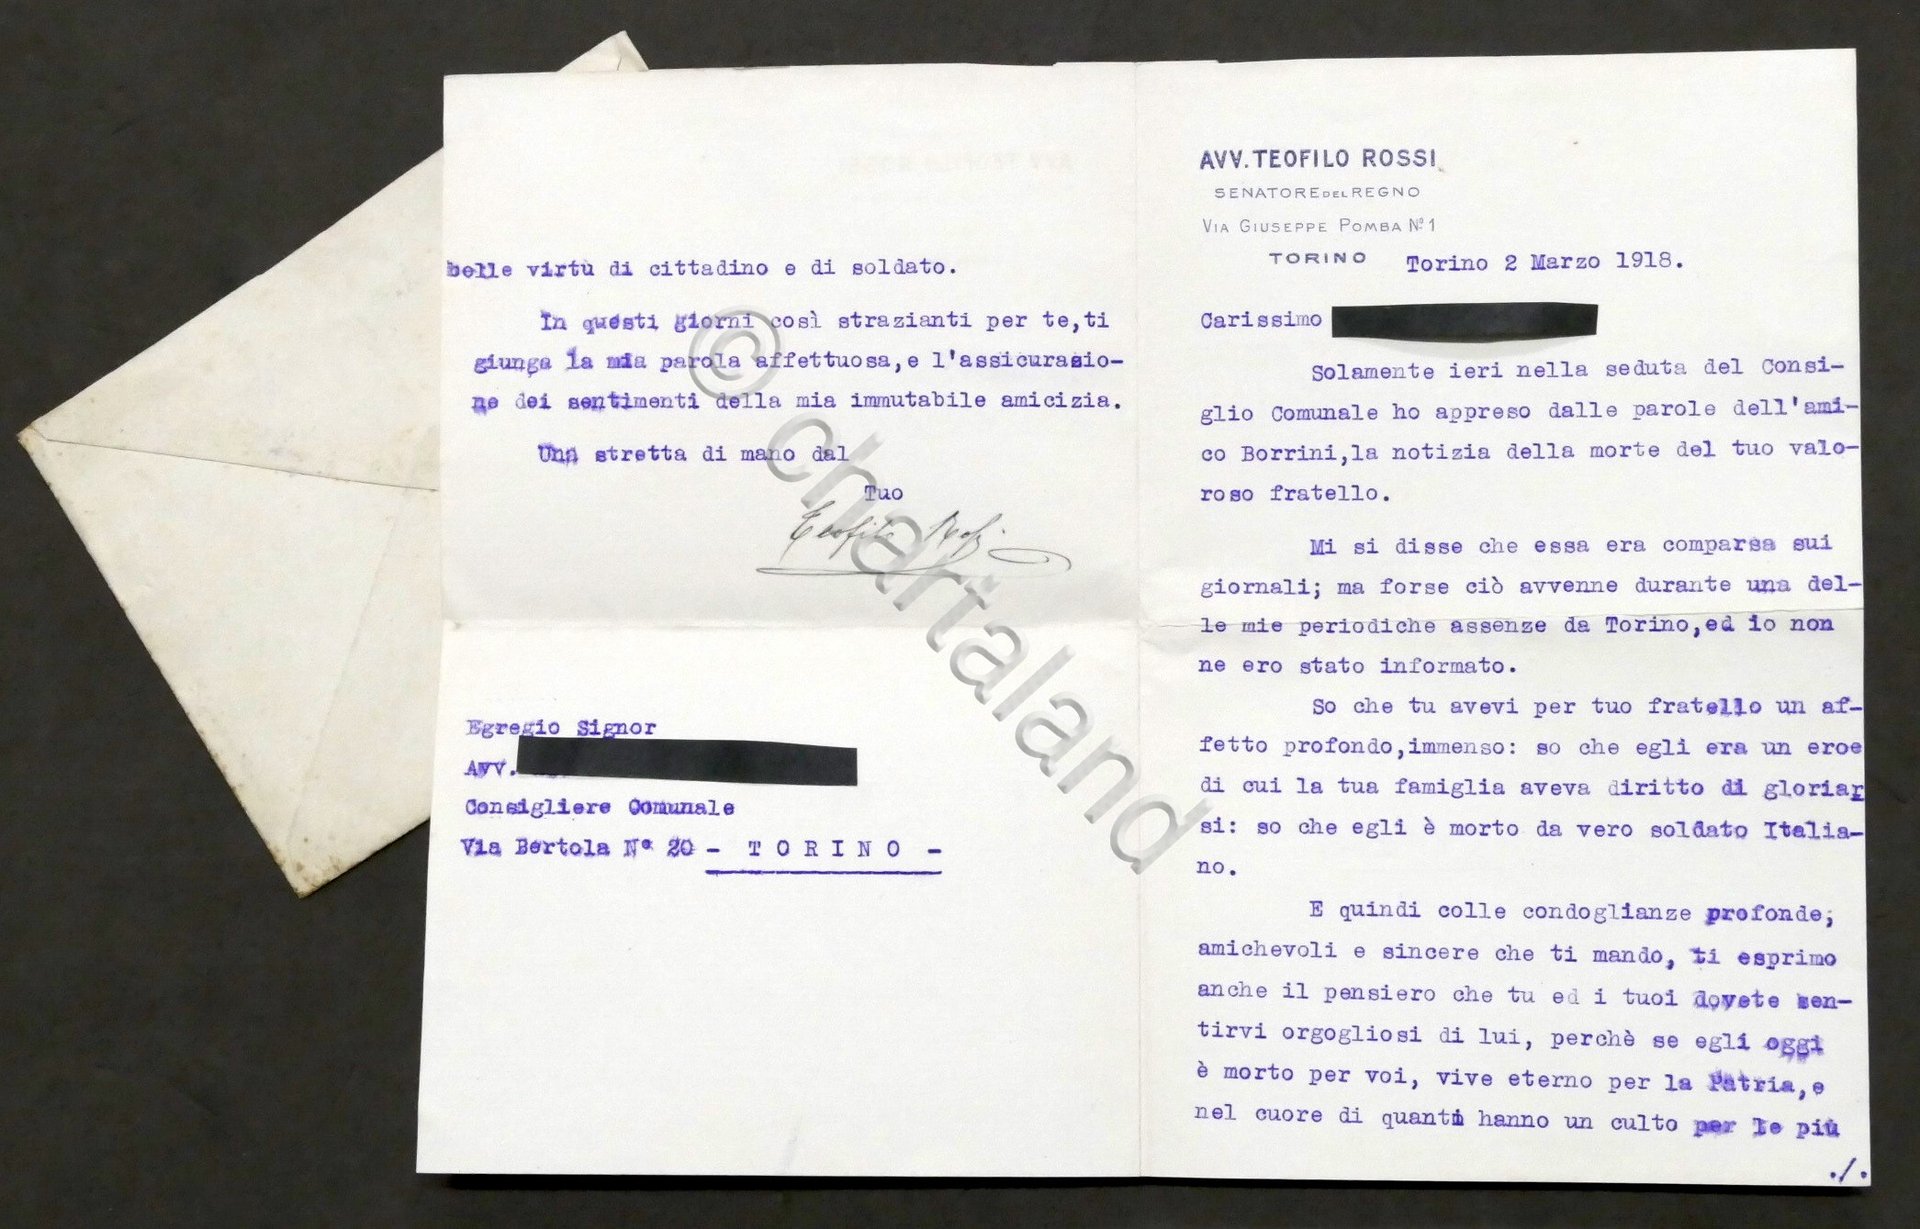 AVV. TEOFILO ROSSI
SENATORE DEL REGNO
VIA GIUSEPPE POMBA Nº 1
TORINO
Torino 2 Marzo 1918.
Carissimo
Solamente ieri nella seduta del Consi-
glio Comunale ho appreso dalle parole dell'ami-
co Borrini,la notizia della morte del tuo valo-
roso fratello.
Mi si disse che essa era comparsa sui
giornali; ma forse ciò avvenne durante una del-
le mie periodiche assenze da Torino,ed io non
ne ero stato informato.
So che tu avevi per tuo fratello un af-
fetto profondo,immenso: so che egli era un eroe
di cui la tua famiglia aveva diritto di gloriar
si: so che egli è morto da vero soldato Italia-
no.
E quindi colle condoglianze profonde;
amichevoli e sincere che ti mando, ti esprimo
anche il pensiero che tu ed i tuoi dovete sen-
tirvi orgogliosi di lui, perchè se egli oggi
è morto per voi, vive eterno per la Patria,e
nel cuore di quanti hanno un culto per le più
./.
belle virtù di cittadino e di soldato.
In questi giorni così strazianti per te,ti
giunga la mia parola affettuosa,e l'assicurasio-
ne dei sentimenti della mia immutabile amicizia.
Una stretta di mano dal
Tuo
Teofilo Rossi
Egregio Signor
Avv.
Consigliere Comunale
Via Bertola Nº 20 - TORINO -
© chartaland